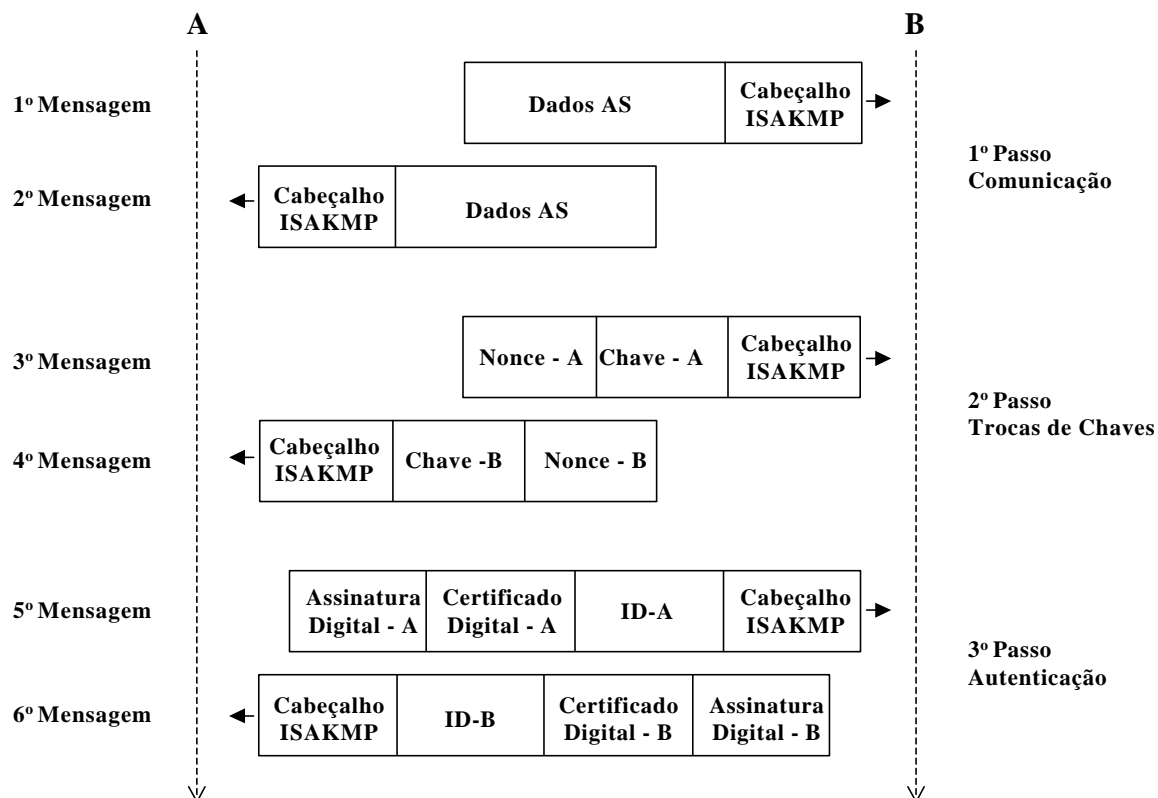 A
B
1º Mensagem
Dados AS
Cabeçalho
ISAKMP
1º Passo
Comunicação
2º Mensagem
Cabeçalho
ISAKMP
Dados AS
3º Mensagem
Nonce - A
Chave - A
Cabeçalho
ISAKMP
2º Passo
Trocas de Chaves
4º Mensagem
Cabeçalho
ISAKMP
Chave -B
Nonce - B
5º Mensagem
Assinatura
Digital - A
Certificado
Digital - A
ID-A
Cabeçalho
ISAKMP
3º Passo
Autenticação
6º Mensagem
Cabeçalho
ISAKMP
ID-B
Certificado
Digital - B
Assinatura
Digital - B